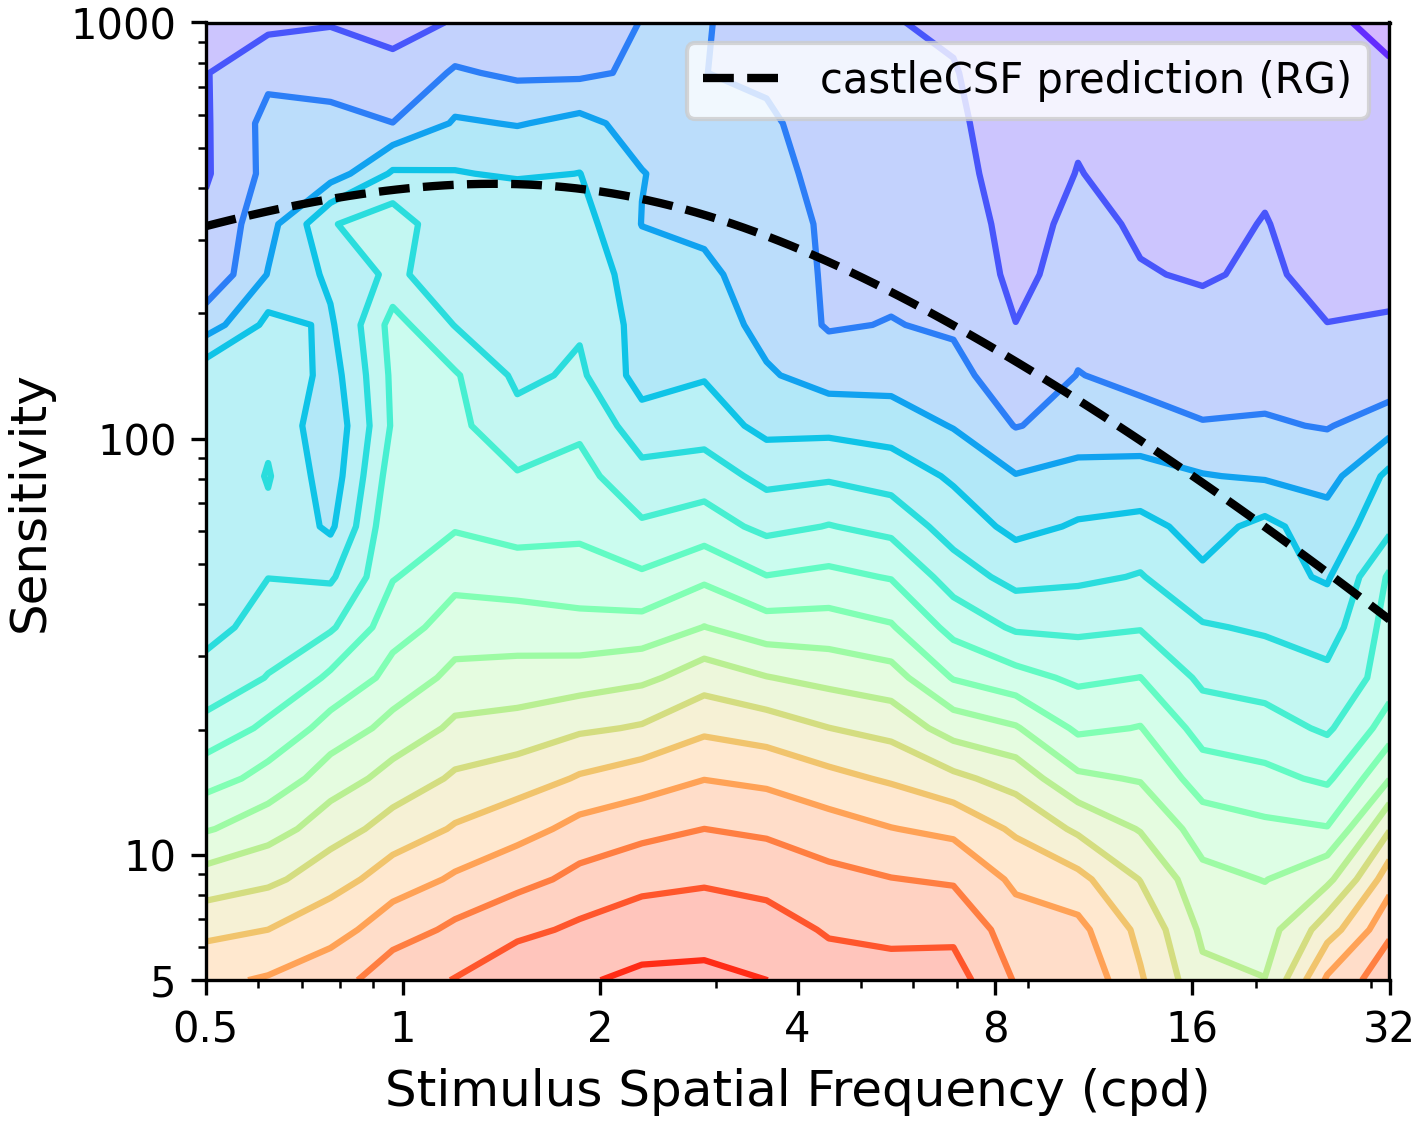 1000
castleCSF prediction (RG)
Sensitivity
100
10
5
0.5 1 2 4 8 16 32
Stimulus Spatial Frequency (cpd)